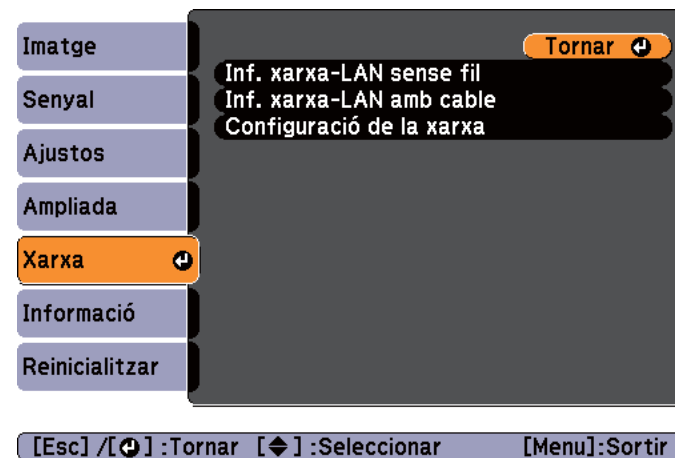 Imatge
Senyal
Ajustos
Ampliada
Xarxa
Informació
Reinicialitzar
Tornar
Inf. xarxa-LAN sense fil
Inf. xarxa-LAN amb cable
Configuració de la xarxa
[Esc] /[ ] :Tornar [ ] :Seleccionar [Menu]:Sortir